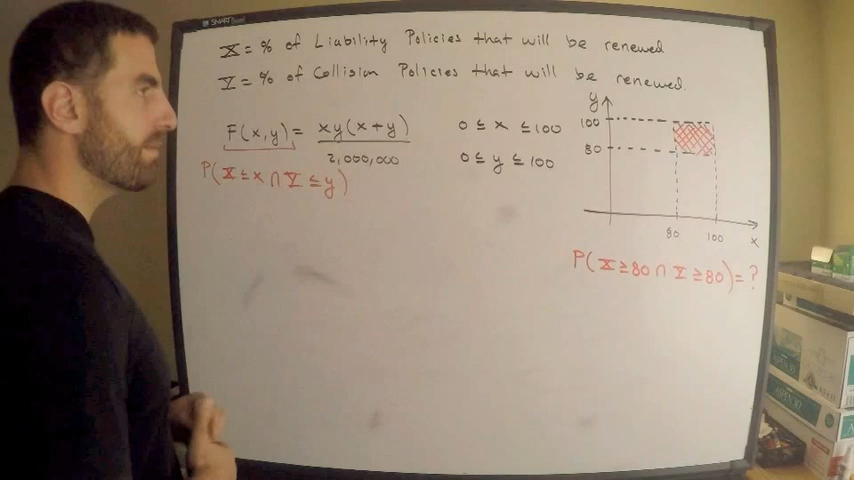 SMART
X = % of Liability Policies that will be renewed
Y = % of Collision Policies that will be renewed.
F(x,y) = xy(x+y) / 2,000,000
0 ≤ x ≤ 100
0 ≤ y ≤ 100
P(X ≤ x ∩ Y ≤ y)
y
100
80
80 100 x
P(X ≥ 80 ∩ Y ≥ 80) = ?